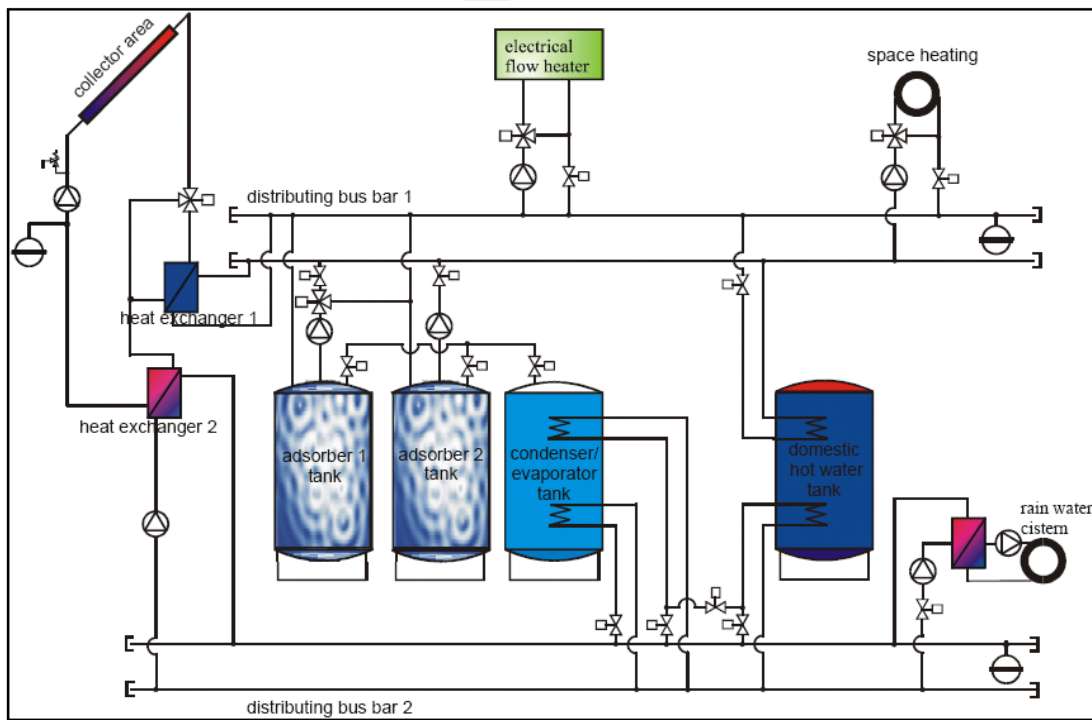 collector area
electrical
flow heater
space heating
distributing bus bar 1
heat exchanger 1
heat exchanger 2
adsorber 1
tank
adsorber 2
tank
condenser/
evaporator
tank
domestic
hot water
tank
rain water
cistern
distributing bus bar 2